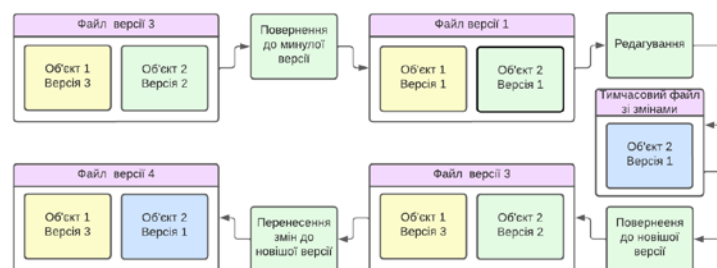 Файл версії 3
Об'єкт 1
Версія 3
Об'єкт 2
Версія 2
Повернення
до минулої
версії
Файл версії 1
Об'єкт 1
Версія 1
Об'єкт 2
Версія 1
Редагування
Тимчасовий файл
зі змінами
Об'єкт 2
Версія 1
Файл версії 4
Об'єкт 1
Версія 3
Об'єкт 2
Версія 1
Перенесення
змін до
новішої версії
Файл версії 3
Об'єкт 1
Версія 3
Об'єкт 2
Версія 2
Поверненея
до новішої
версії